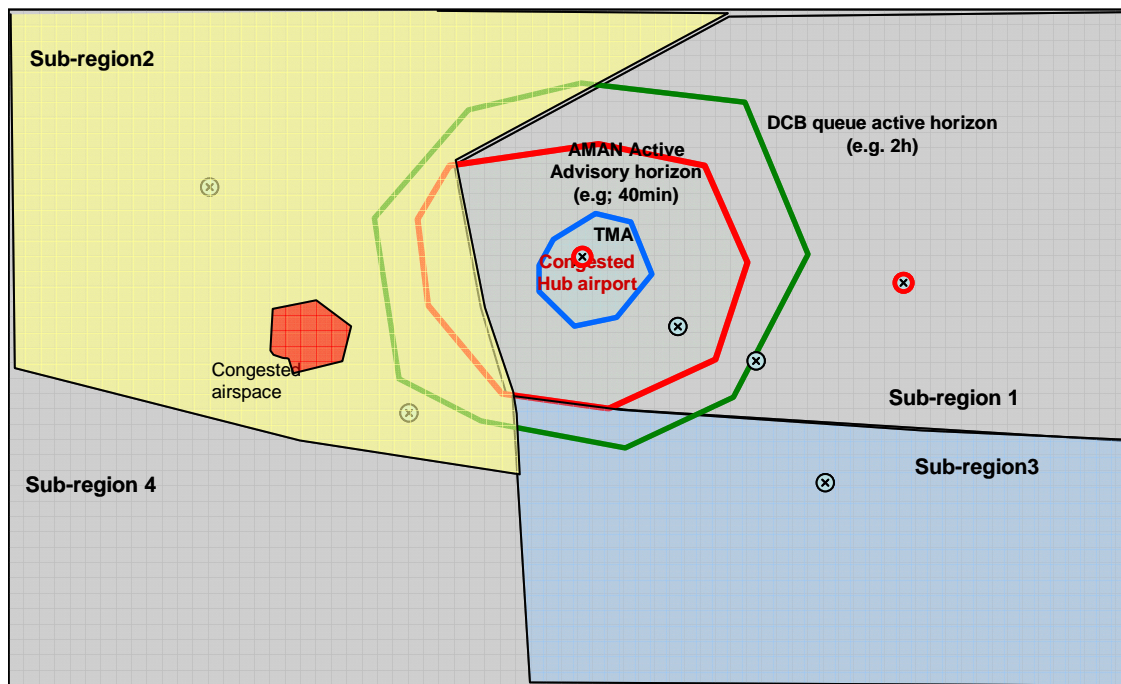 Sub-region2
DCB queue active horizon
(e.g. 2h)
AMAN Active
Advisory horizon
(e.g; 40min)
TMA
Congested
Hub airport
Congested
airspace
Sub-region 1
Sub-region3
Sub-region 4